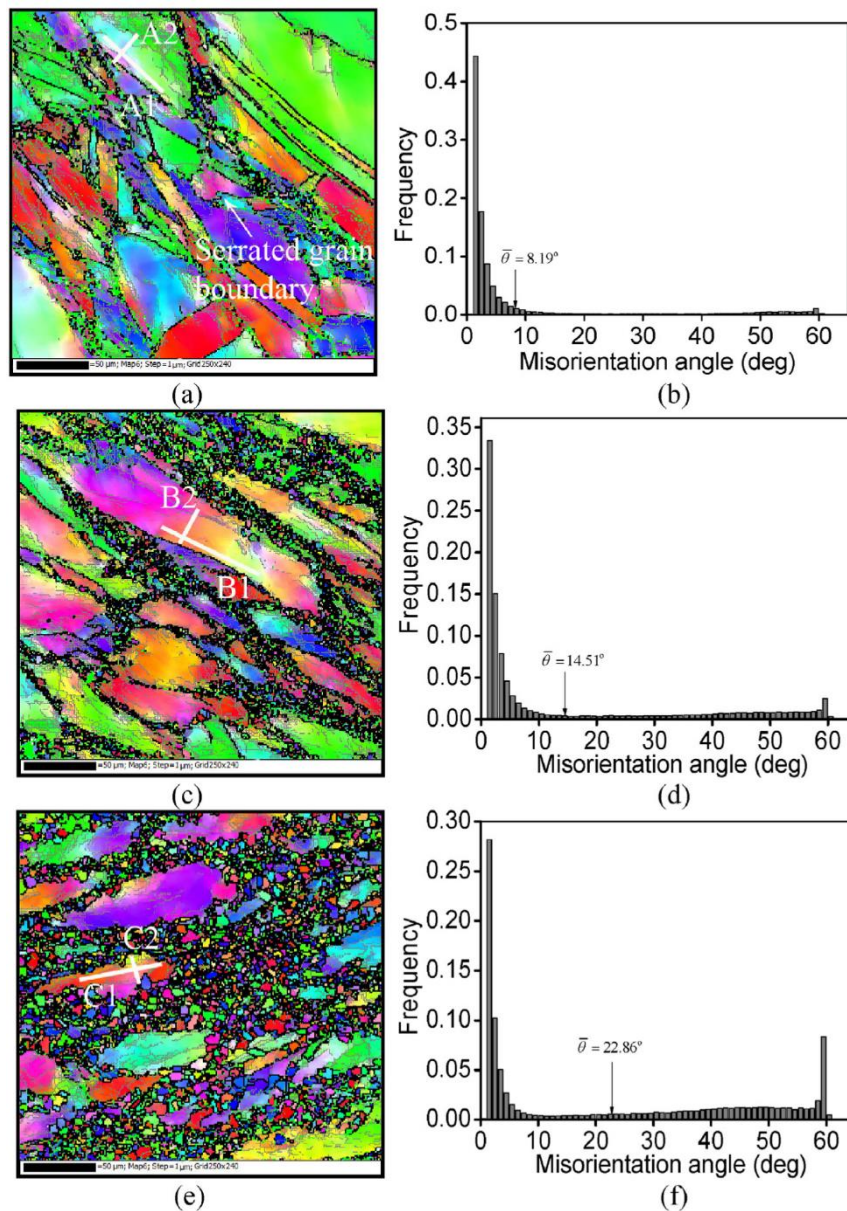 A2
A1
Serrated grain
boundary
=50 µm; Map6; Step=1µm; Grid250x240
(a)
0.5
0.4
0.3
0.2
0.1
0.0
Frequency
θ̅ = 8.19°
0 10 20 30 40 50 60
Misorientation angle (deg)
(b)
B2
B1
=50 µm; Map6; Step=1µm; Grid250x240
(c)
0.35
0.30
0.25
0.20
0.15
0.10
0.05
0.00
Frequency
θ̅ = 14.51°
0 10 20 30 40 50 60
Misorientation angle (deg)
(d)
C2
C1
=50 µm; Map6; Step=1µm; Grid250x240
(e)
0.30
0.25
0.20
0.15
0.10
0.05
0.00
Frequency
θ̅ = 22.86°
0 10 20 30 40 50 60
Misorientation angle (deg)
(f)